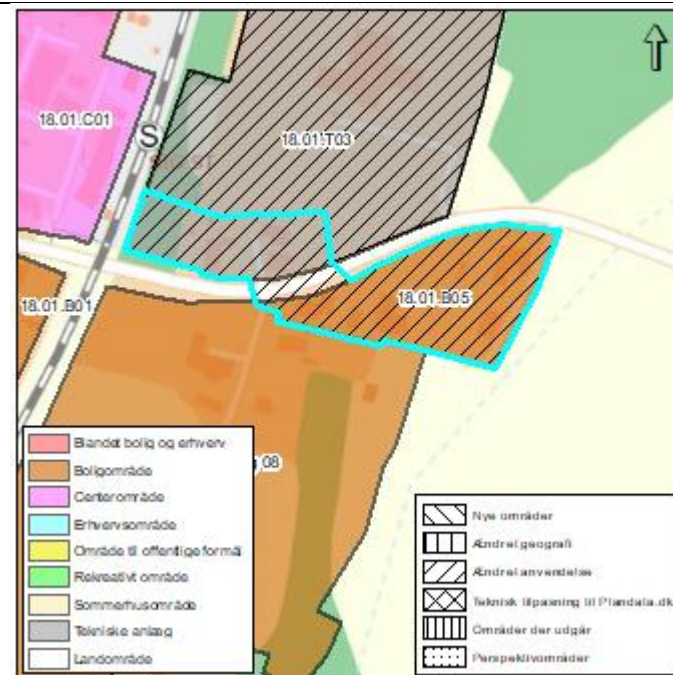 18.01.C01
S
18.01.T03
18.01.B05
18.01.B01
08
Blandet bolig og erhverv
Boligområde
Centerområde
Erhvervsområde
Område til offentlige formål
Rekreativt område
Sommerhusområde
Tekniske anlæg
Landområde
Nye områder
Ændret geografi
Ændret anvendelse
Teknisk tilpasning til Plandata.dk
Områder der udgår
Perspektivområder